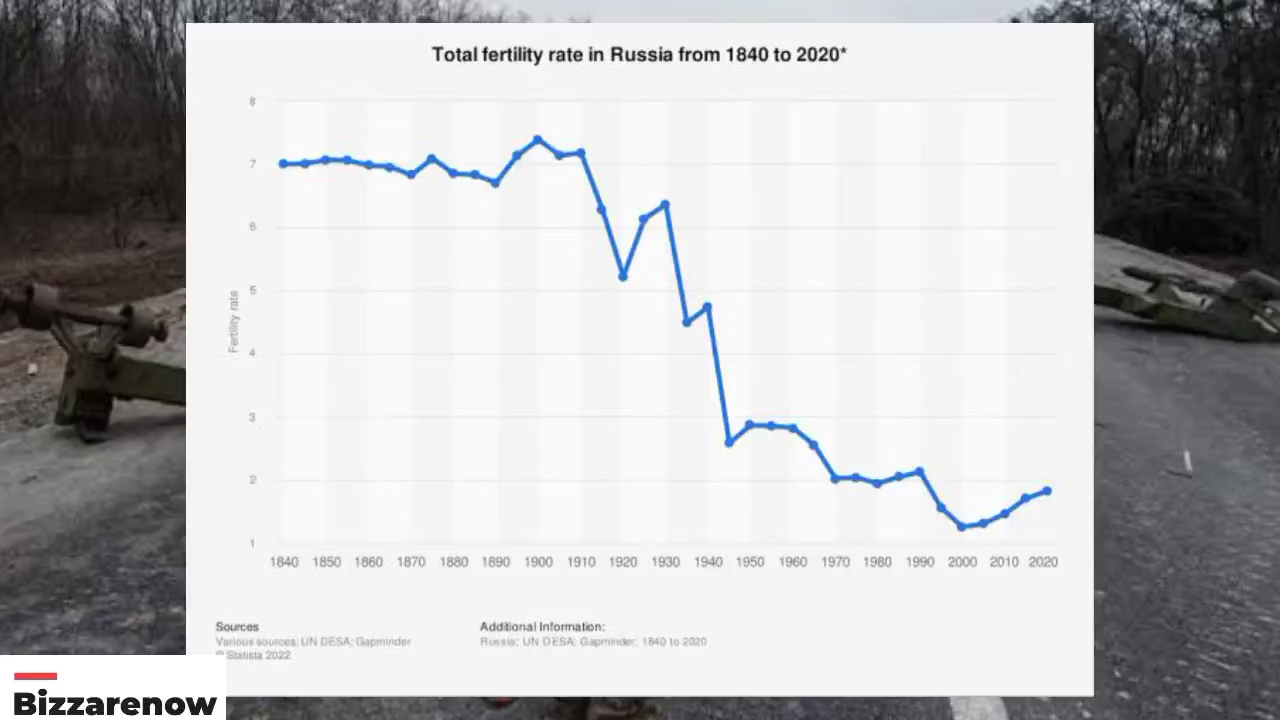 Total fertility rate in Russia from 1840 to 2020*
8
7
6
5
4
3
2
1
Fertility rate
1840 1850 1860 1870 1880 1890 1900 1910 1920 1930 1940 1950 1960 1970 1980 1990 2000 2010 2020
Sources
Various sources; UN DESA; Gapminder
© Statista 2022
Additional Information:
Russia; UN DESA; Gapminder; 1840 to 2020
Bizzarenow